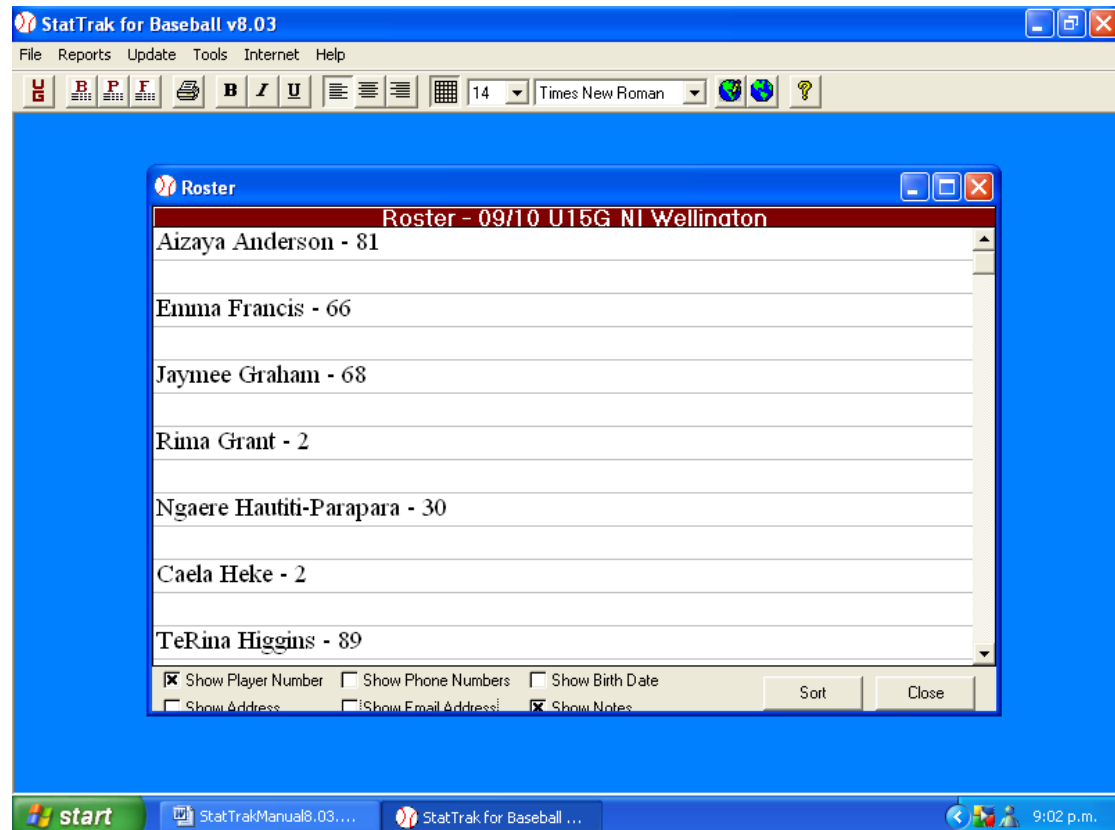 StatTrak for Baseball v8.03
File Reports Update Tools Internet Help
U G B P F B I U 14 Times New Roman ?
Roster
Roster - 09/10 U15G NI Wellington
Aizaya Anderson - 81
Emma Francis - 66
Jaymee Graham - 68
Rima Grant - 2
Ngaere Hautiti-Parapara - 30
Caela Heke - 2
TeRina Higgins - 89
Show Player Number Show Phone Numbers Show Birth Date
Sort Close
Show Address Show Email Address Show Notes
start StatTrakManual8.03.... StatTrak for Baseball ... 9:02 p.m.